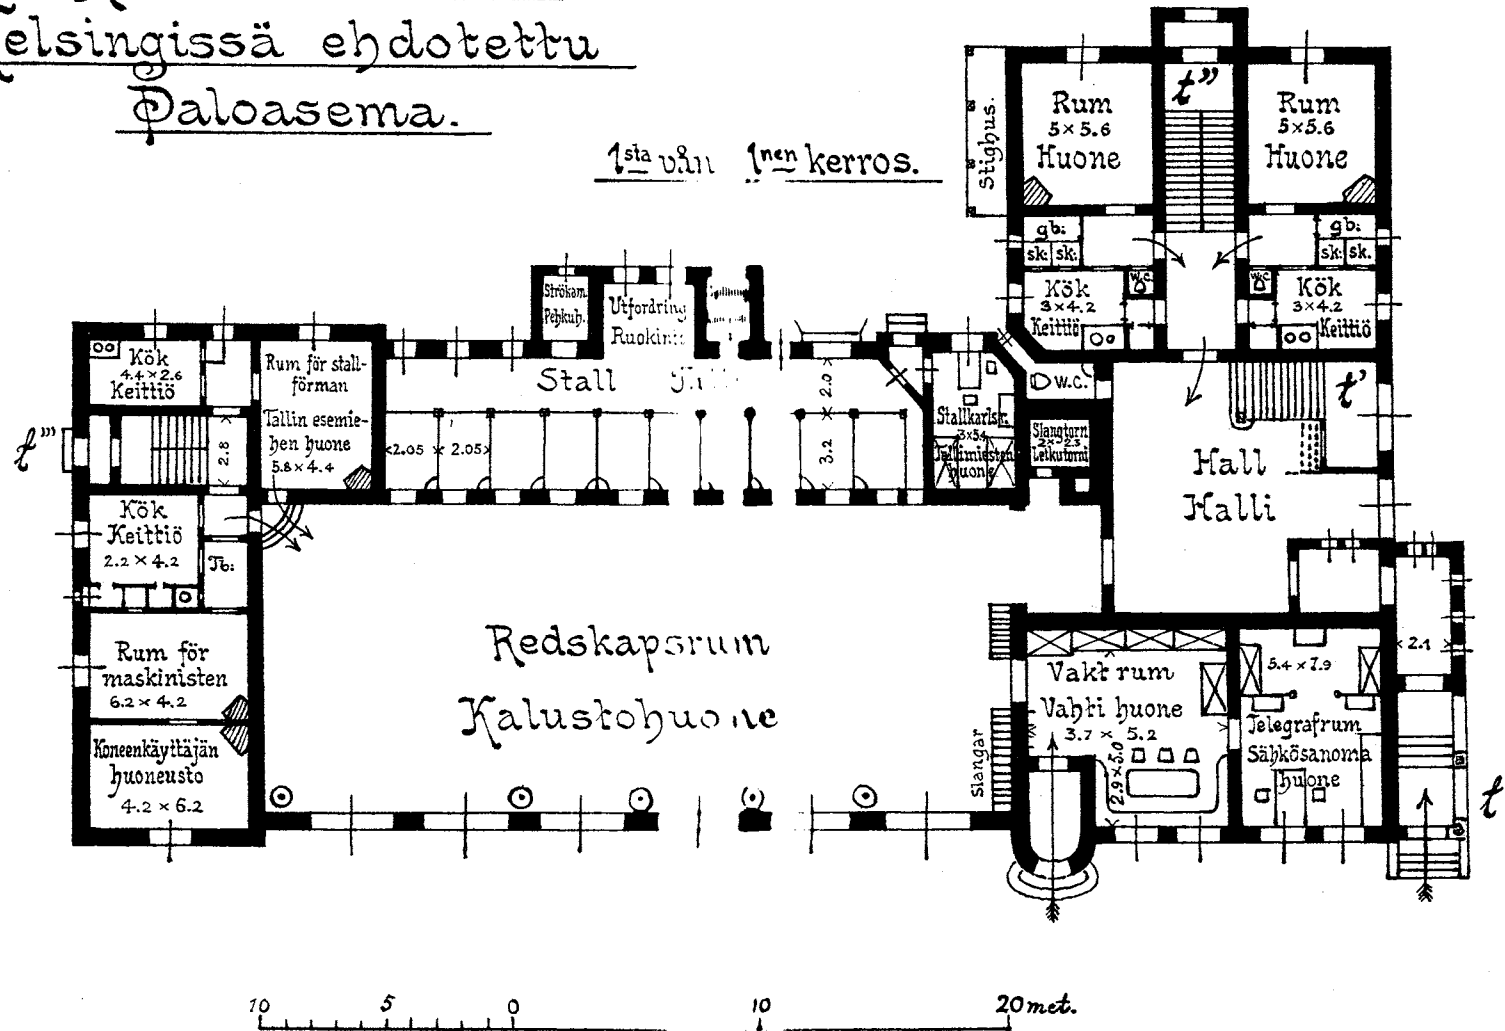 elsingissä ehdotettu
Paloasema.
1sta vån 1nen kerros.
Stighus.
Rum
5×5.6
Huone
t"
Rum
5×5.6
Huone
gb:
sk: sk:
gb:
sk: sk.
w.c.
w.c.
Kök
3×4.2
Keittiö
Kök
3×4.2
Keittiö
Strökam.
Pehkuh.
Utfordring
Kök
4.4×2.6
Keittiö
Rum för stall-
förman
Tallin esemie-
hen huone
5.8×4.4
Stall
2.0
3.2
2.05 × 2.05
t'''
2.8
Stallkarlsr.
3×5.4
Tallimiesten
huone
W.C.
Slangtorn
2×2.3
Letkutorni
t'
Hall
Halli
Kök
Keittiö
2.2×4.2
Tb:
Rum för
maskinisten
6.2×4.2
Koneenkäyttäjän
huoneusto
4.2×6.2
Redskapsrum
Kalustohuone
Slangar
Vakt rum
Vahti huone
3.7 × 5.2
2.9×5.0
5.4×7.9
Telegrafrum
Sähkösanoma
huone
2.1
t
10 5 0 10 20 met.